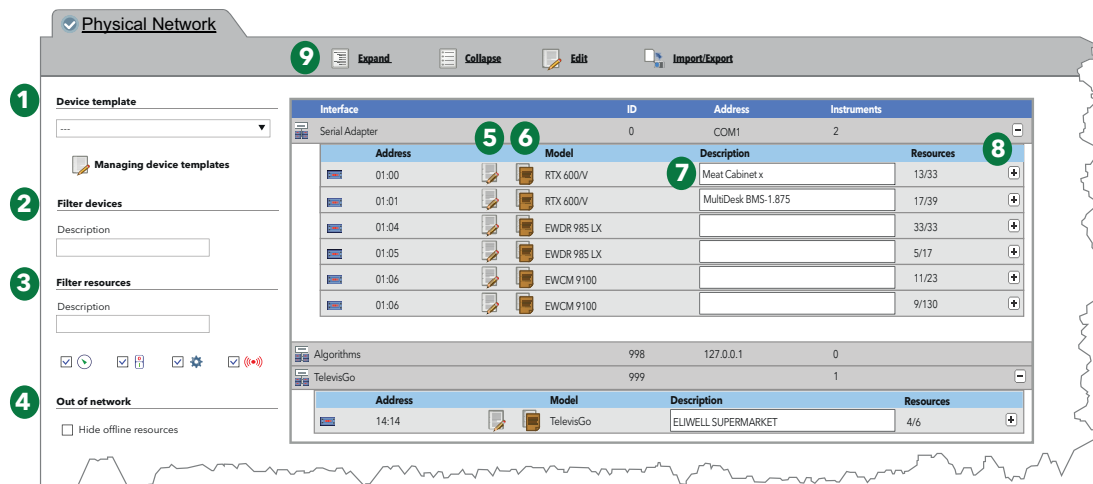 Physical Network
9 Expand Collapse Edit Import/Export
1 Device template
---
Managing device templates
2 Filter devices
Description
3 Filter resources
Description
4 Out of network
Hide offline resources
Interface ID Address Instruments
Serial Adapter 0 COM1 2
5 6 8
Address Model Description Resources
01:00 RTX 600/V 7 Meat Cabinet x 13/33
01:01 RTX 600/V MultiDesk BMS-1.875 17/39
01:04 EWDR 985 LX 33/33
01:05 EWDR 985 LX 5/17
01:06 EWCM 9100 11/23
01:06 EWCM 9100 9/130
Algorithms 998 127.0.0.1 0
TelevisGo 999 1
Address Model Description Resources
14:14 TelevisGo ELIWELL SUPERMARKET 4/6